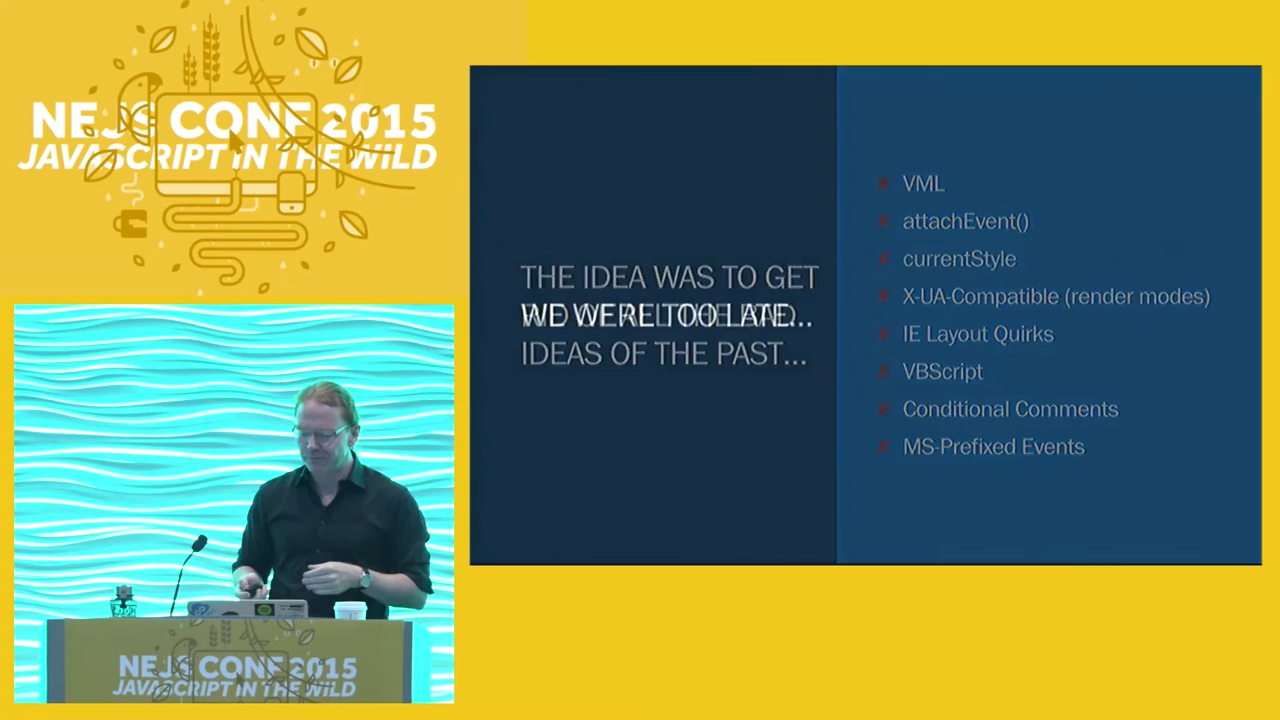 NEJS CONF 2015
JAVASCRIPT IN THE WILD
THE IDEA WAS TO GET
WE WERE TOO LATE...
IDEAS OF THE PAST...
VML
attachEvent()
currentStyle
X-UA-Compatible (render modes)
IE Layout Quirks
VBScript
Conditional Comments
MS-Prefixed Events
NEJS CONF 2015
JAVASCRIPT IN THE WILD